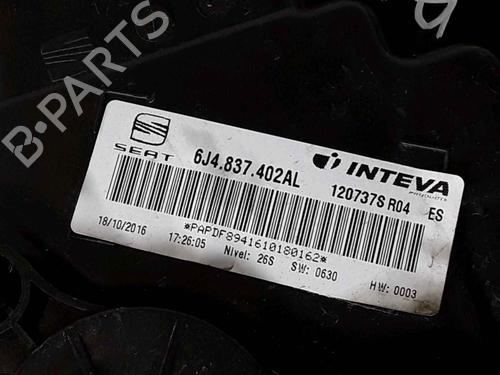 B-PARTS
SEAT
6J4.837.402AL
INTEVA
PRODUCTS
120737S R04
ES
18/10/2016
*PAPDF8941610180162*
17:26:05
Nivel: 26S
SW: 0630
HW: 0003